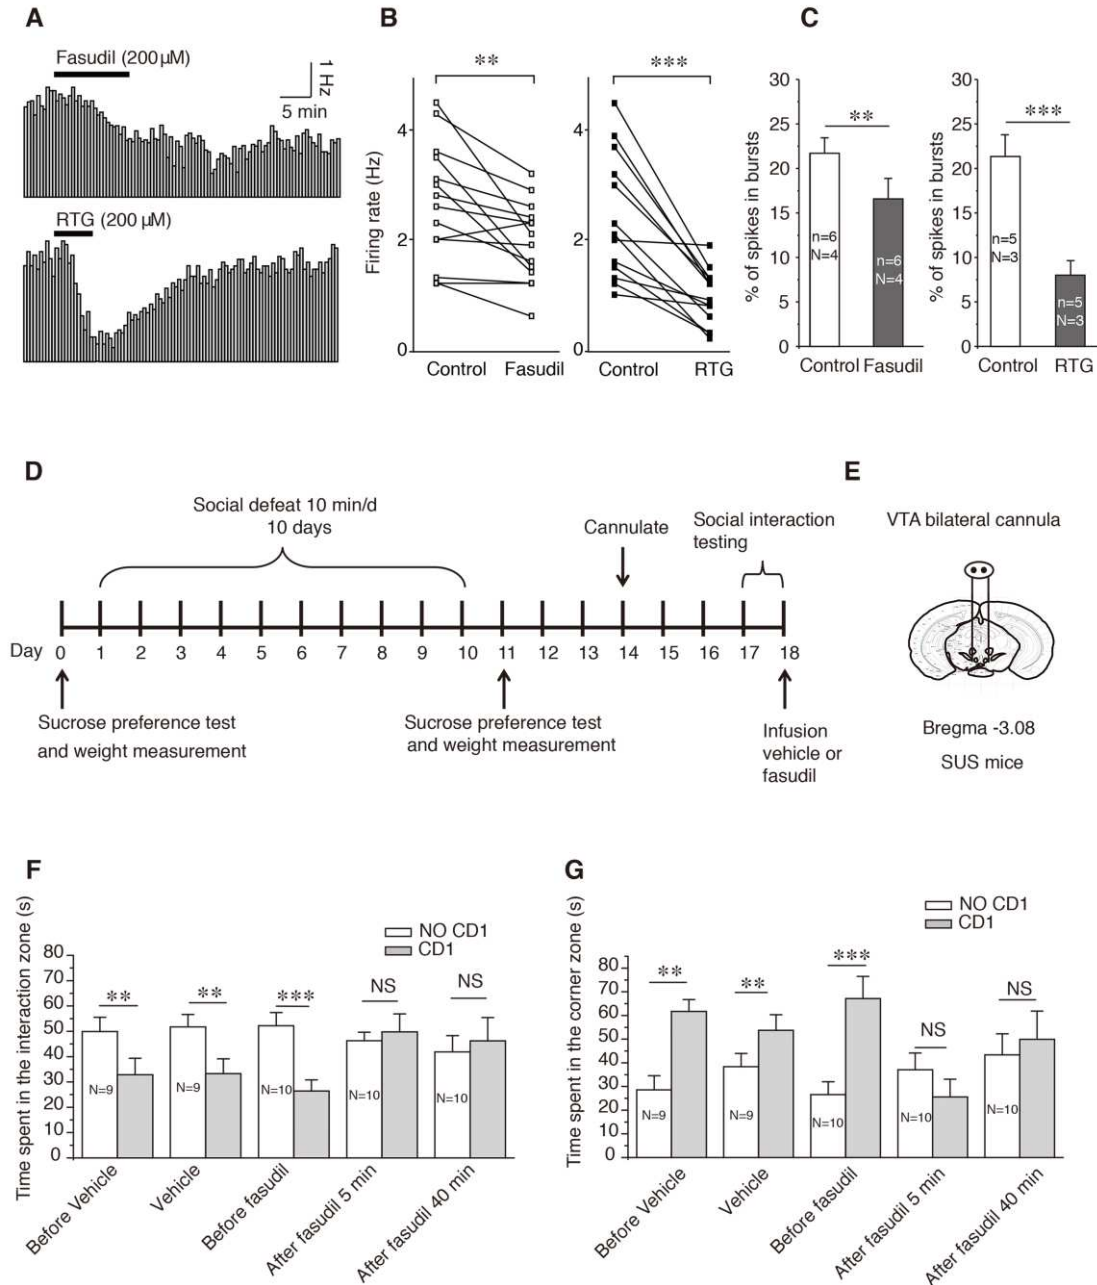 A
Fasudil (200 μM)
1 Hz
5 min
RTG (200 μM)
B
**
***
Firing rate (Hz)
4
2
0
4
2
0
Control Fasudil
Control RTG
C
30
25
20
15
10
5
0
% of spikes in bursts
**
n=6
N=4
n=6
N=4
Control Fasudil
30
25
20
15
10
5
0
% of spikes in bursts
***
n=5
N=3
n=5
N=3
Control RTG
D
Social defeat 10 min/d
10 days
Cannulate
Social interaction
testing
Day 0 1 2 3 4 5 6 7 8 9 10 11 12 13 14 15 16 17 18
Sucrose preference test
and weight measurement
Sucrose preference test
and weight measurement
Infusion
vehicle or
fasudil
E
VTA bilateral cannula
Bregma -3.08
SUS mice
F
Time spent in the interaction zone (s)
NO CD1
CD1
80
70
60
50
40
30
20
10
0
** ** *** NS NS
N=9 N=9 N=10 N=10 N=10
Before Vehicle
Vehicle
Before fasudil
After fasudil 5 min
After fasudil 40 min
G
Time spent in the corner zone (s)
NO CD1
CD1
80
70
60
50
40
30
20
10
0
** ** *** NS NS
N=9 N=9 N=10 N=10 N=10
Before Vehicle
Vehicle
Before fasudil
After fasudil 5 min
After fasudil 40 min